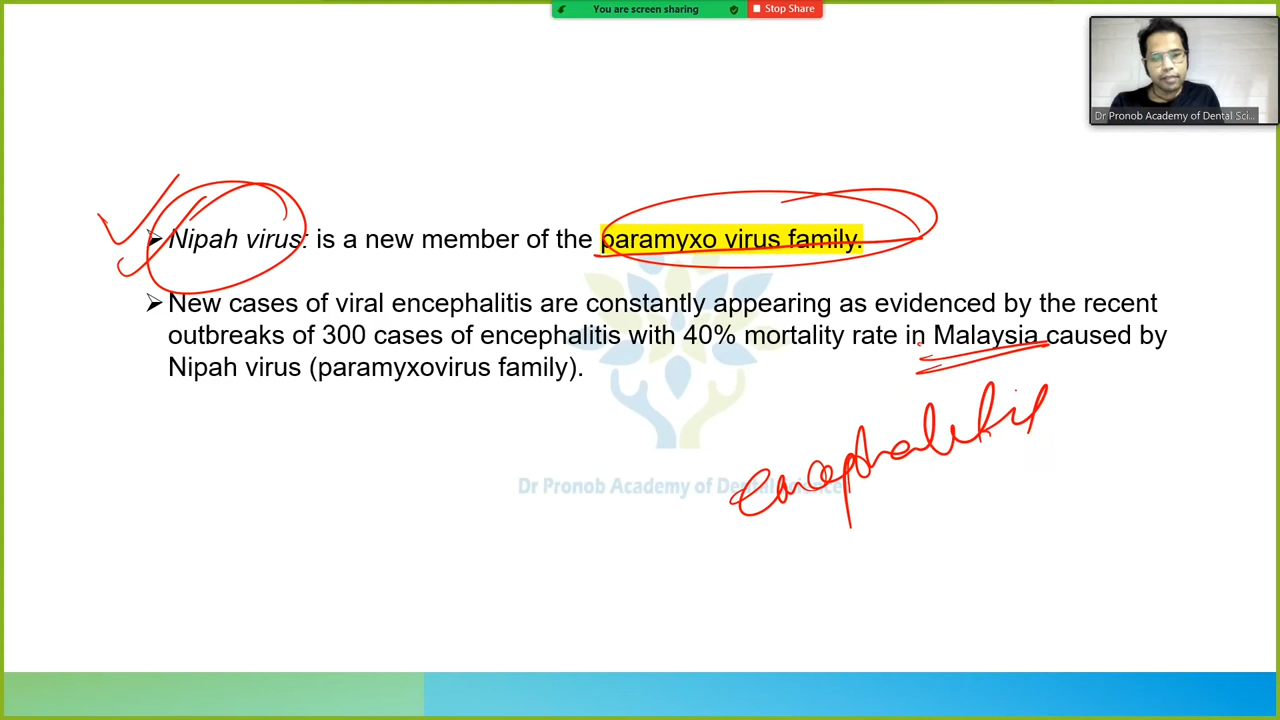 You are screen sharing
Stop Share
Dr Pronob Academy of Dental Sci...
➢ Nipah virus: is a new member of the paramyxo virus family.
➢ New cases of viral encephalitis are constantly appearing as evidenced by the recent
outbreaks of 300 cases of encephalitis with 40% mortality rate in Malaysia caused by
Nipah virus (paramyxovirus family).
encephalitis
Dr Pronob Academy of Dental Science